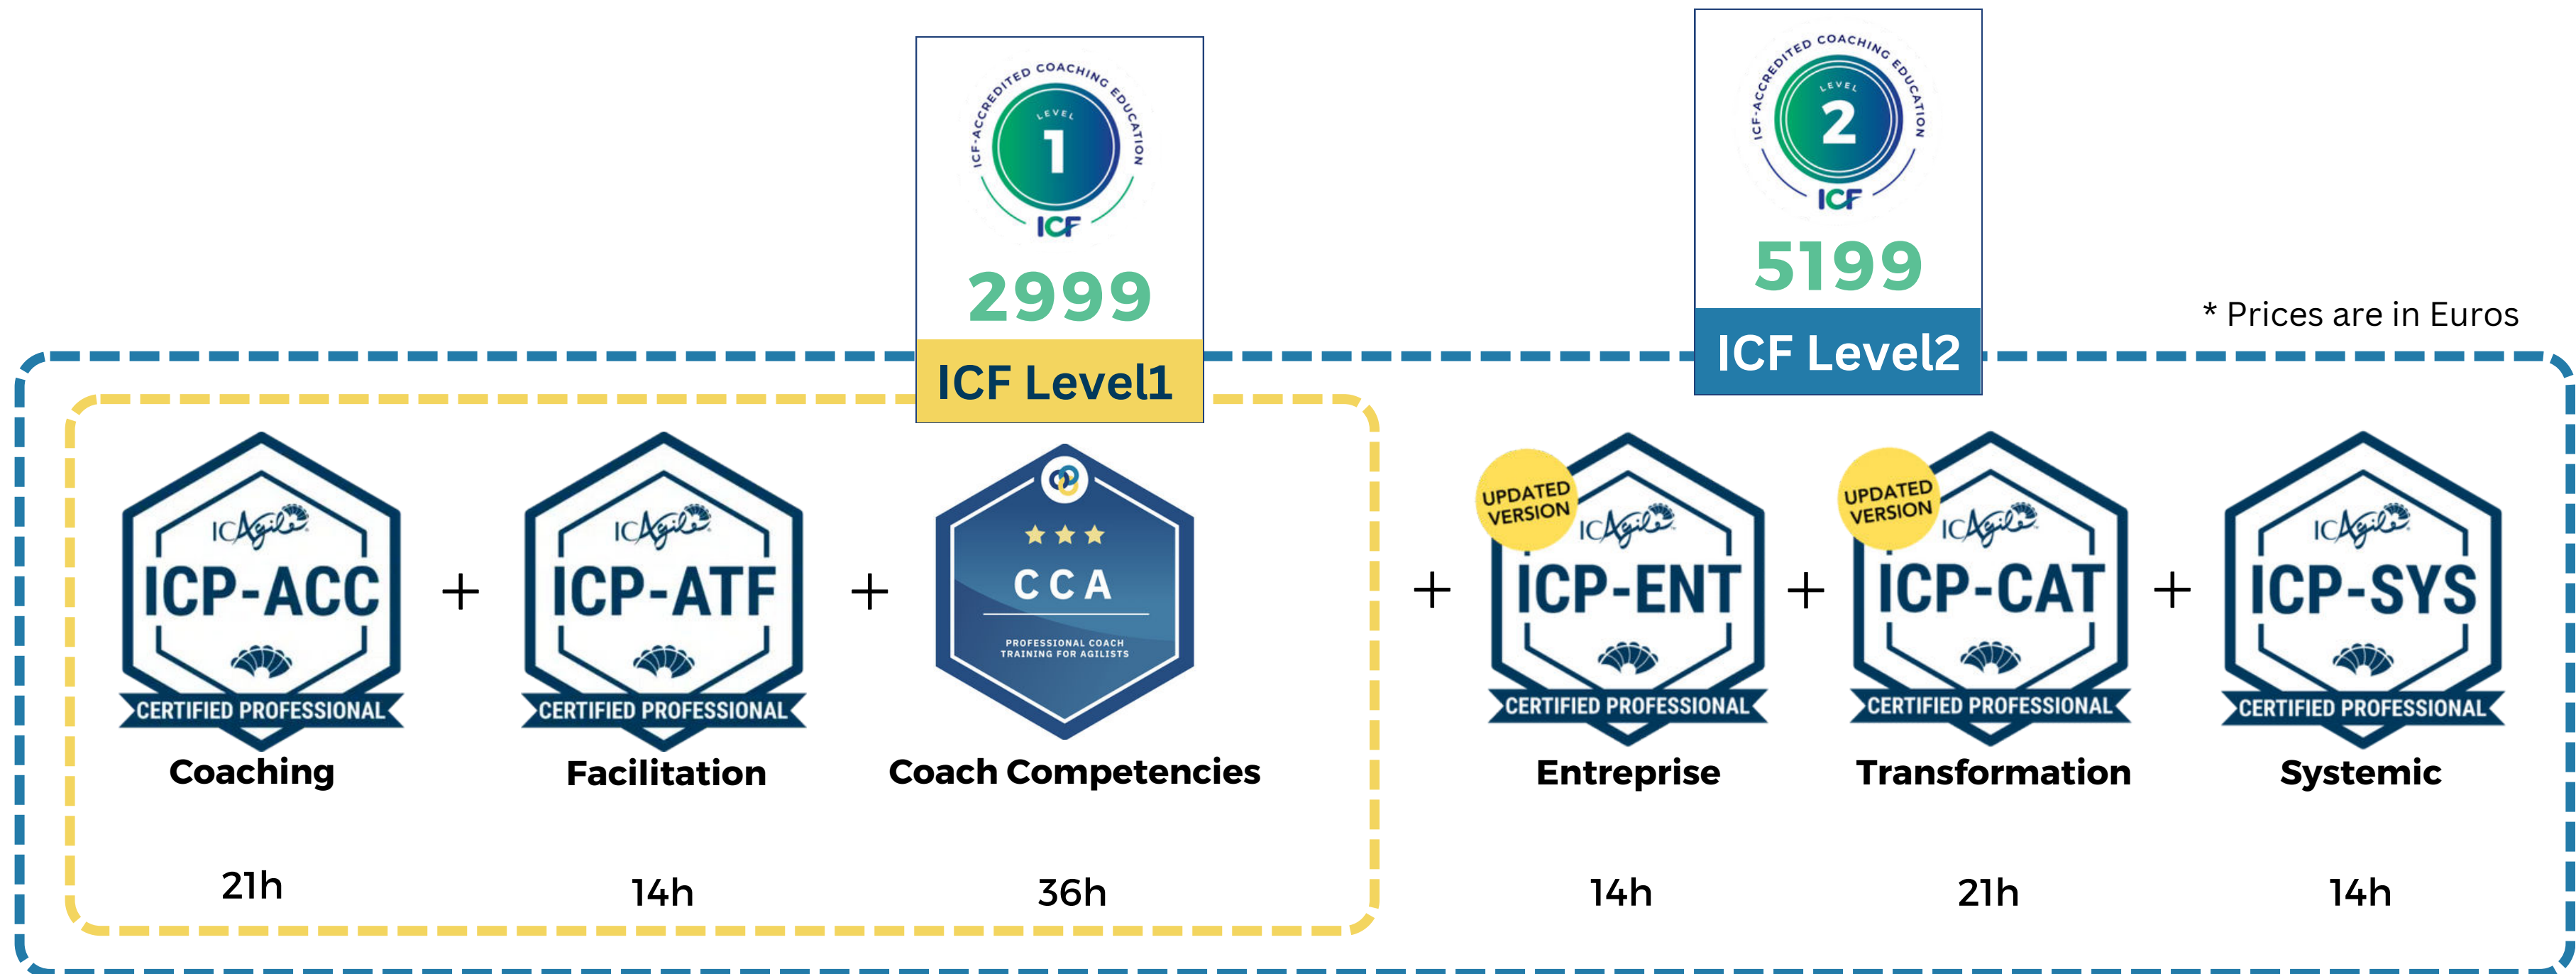 ICF-ACCREDITED COACHING EDUCATION
LEVEL
1
ICF
2999
ICF Level1
ICF-ACCREDITED COACHING EDUCATION
LEVEL
2
ICF
5199
ICF Level2
* Prices are in Euros
ICAgile
ICP-ACC
CERTIFIED PROFESSIONAL
Coaching
21h
+
ICAgile
ICP-ATF
CERTIFIED PROFESSIONAL
Facilitation
14h
+
CCA
PROFESSIONAL COACH
TRAINING FOR AGILISTS
Coach Competencies
36h
+
UPDATED
VERSION
ICAgile
ICP-ENT
CERTIFIED PROFESSIONAL
Entreprise
14h
+
UPDATED
VERSION
ICAgile
ICP-CAT
CERTIFIED PROFESSIONAL
Transformation
21h
+
ICAgile
ICP-SYS
CERTIFIED PROFESSIONAL
Systemic
14h